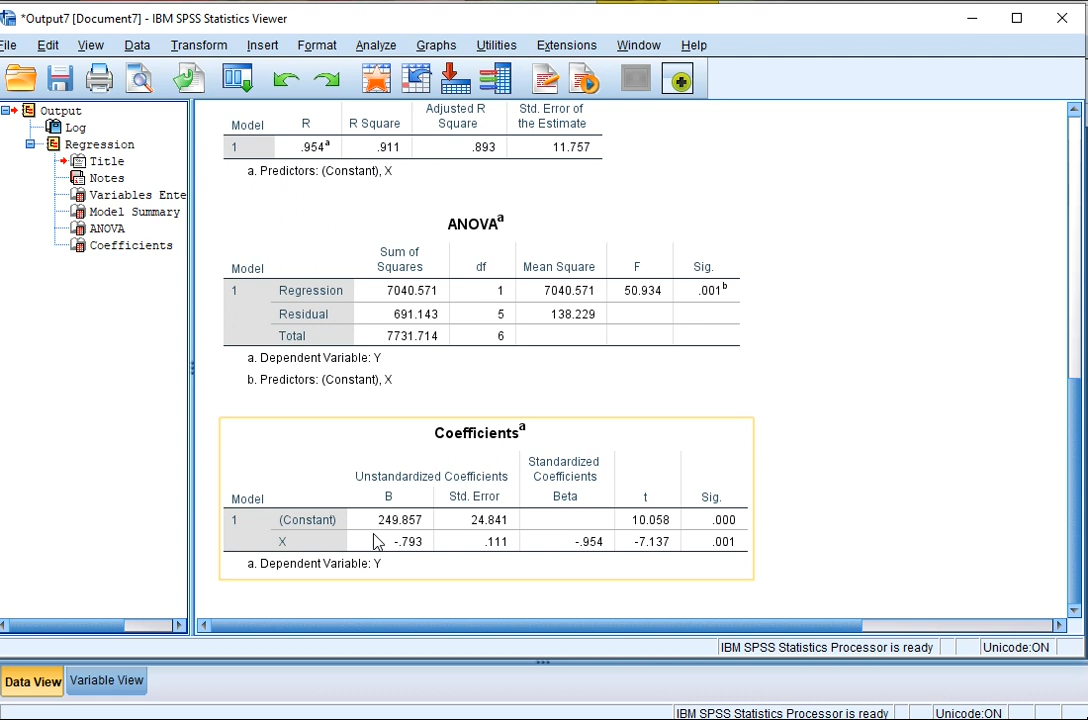 *Output7 [Document7] - IBM SPSS Statistics Viewer
File Edit View Data Transform Insert Format Analyze Graphs Utilities Extensions Window Help
Output
Log
Regression
Title
Notes
Variables Ente
Model Summary
ANOVA
Coefficients
Model R R Square Adjusted R Square Std. Error of the Estimate
1 .954a .911 .893 11.757
a. Predictors: (Constant), X
ANOVAa
Model Sum of Squares df Mean Square F Sig.
1 Regression 7040.571 1 7040.571 50.934 .001b
Residual 691.143 5 138.229
Total 7731.714 6
a. Dependent Variable: Y
b. Predictors: (Constant), X
Coefficientsa
Unstandardized Coefficients Standardized Coefficients
Model B Std. Error Beta t Sig.
1 (Constant) 249.857 24.841 10.058 .000
X -.793 .111 -.954 -7.137 .001
a. Dependent Variable: Y
IBM SPSS Statistics Processor is ready Unicode:ON
Data View Variable View
IBM SPSS Statistics Processor is ready Unicode:ON